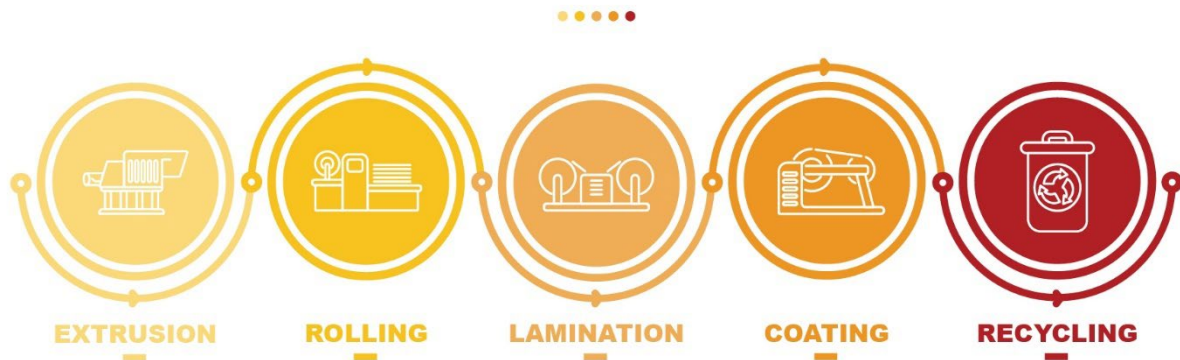 EXTRUSION
ROLLING
LAMINATION
COATING
RECYCLING